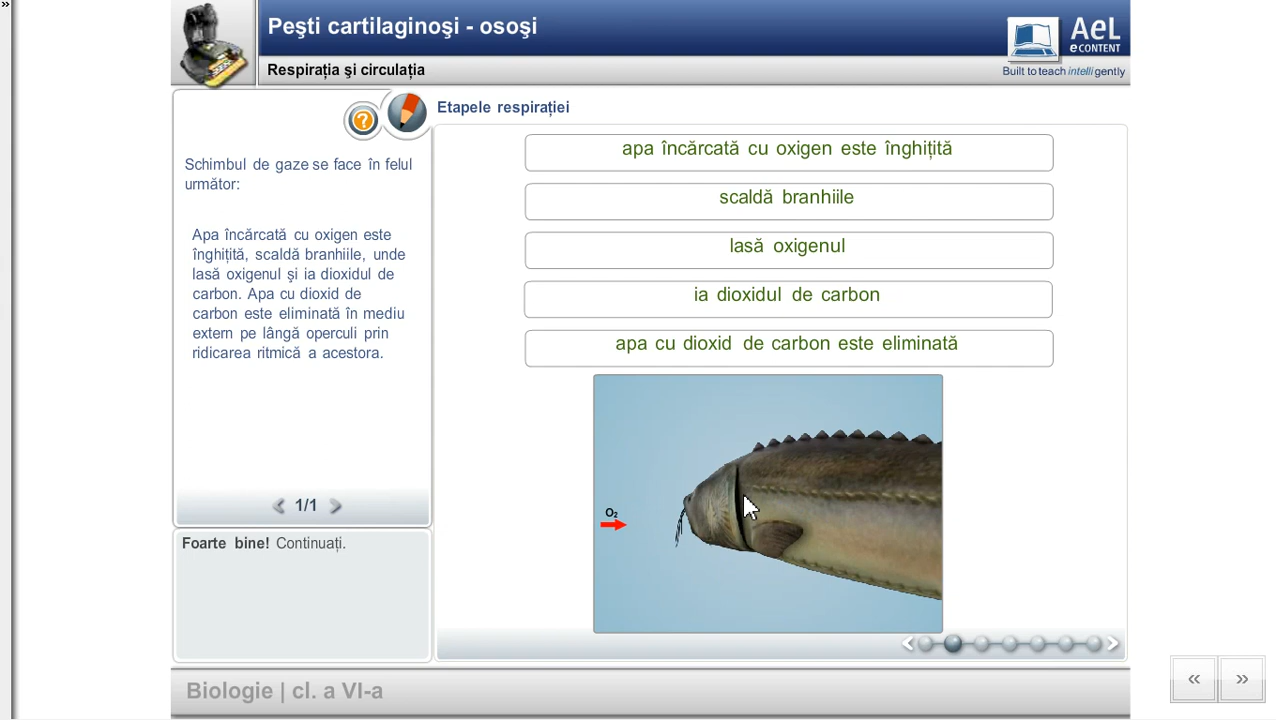 »
Peşti cartilaginoşi - osoşi
AeL
eCONTENT
Respiraţia şi circulaţia
Built to teach intelligently
?
Etapele respiraţiei
Schimbul de gaze se face în felul
următor:
Apa încărcată cu oxigen este
înghiţită, scaldă branhiile, unde
lasă oxigenul şi ia dioxidul de
carbon. Apa cu dioxid de
carbon este eliminată în mediu
extern pe lângă operculi prin
ridicarea ritmică a acestora.
1/1
Foarte bine! Continuaţi.
apa încărcată cu oxigen este înghiţită
scaldă branhiile
lasă oxigenul
ia dioxidul de carbon
apa cu dioxid de carbon este eliminată
O₂
Biologie | cl. a VI-a
« »